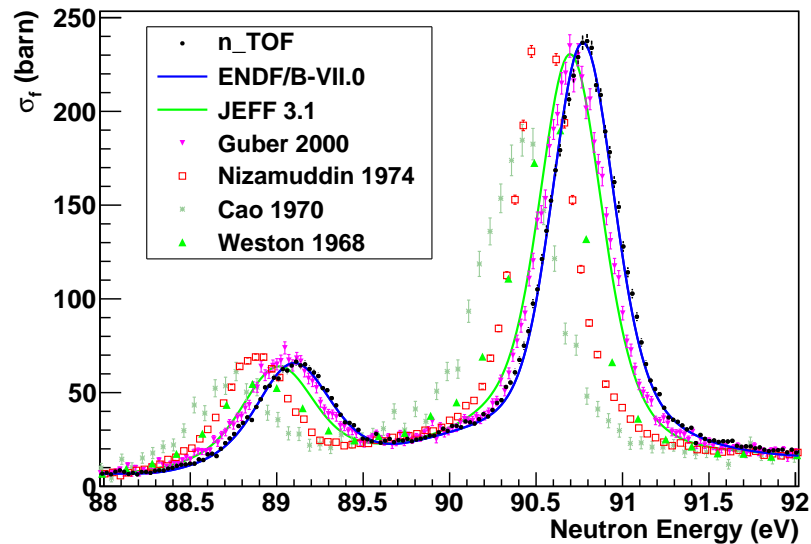 σf (barn)
250
200
150
100
50
0
n_TOF
ENDF/B-VII.0
JEFF 3.1
Guber 2000
Nizamuddin 1974
Cao 1970
Weston 1968
88 88.5 89 89.5 90 90.5 91 91.5 92
Neutron Energy (eV)